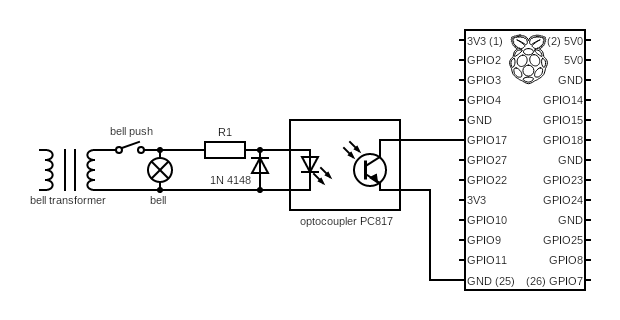 bell push
R1
1N 4148
bell transformer
bell
optocoupler PC817
3V3 (1) (2) 5V0
GPIO2 5V0
GPIO3 GND
GPIO4 GPIO14
GND GPIO15
GPIO17 GPIO18
GPIO27 GND
GPIO22 GPIO23
3V3 GPIO24
GPIO10 GND
GPIO9 GPIO25
GPIO11 GPIO8
GND (25) (26) GPIO7